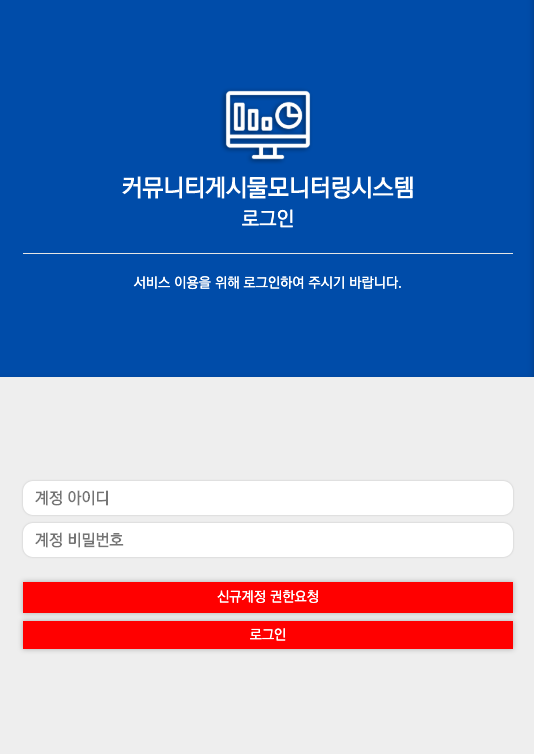 커뮤니티게시물모니터링시스템
로그인
서비스 이용을 위해 로그인하여 주시기 바랍니다.
계정 아이디
계정 비밀번호
신규계정 권한요청
로그인